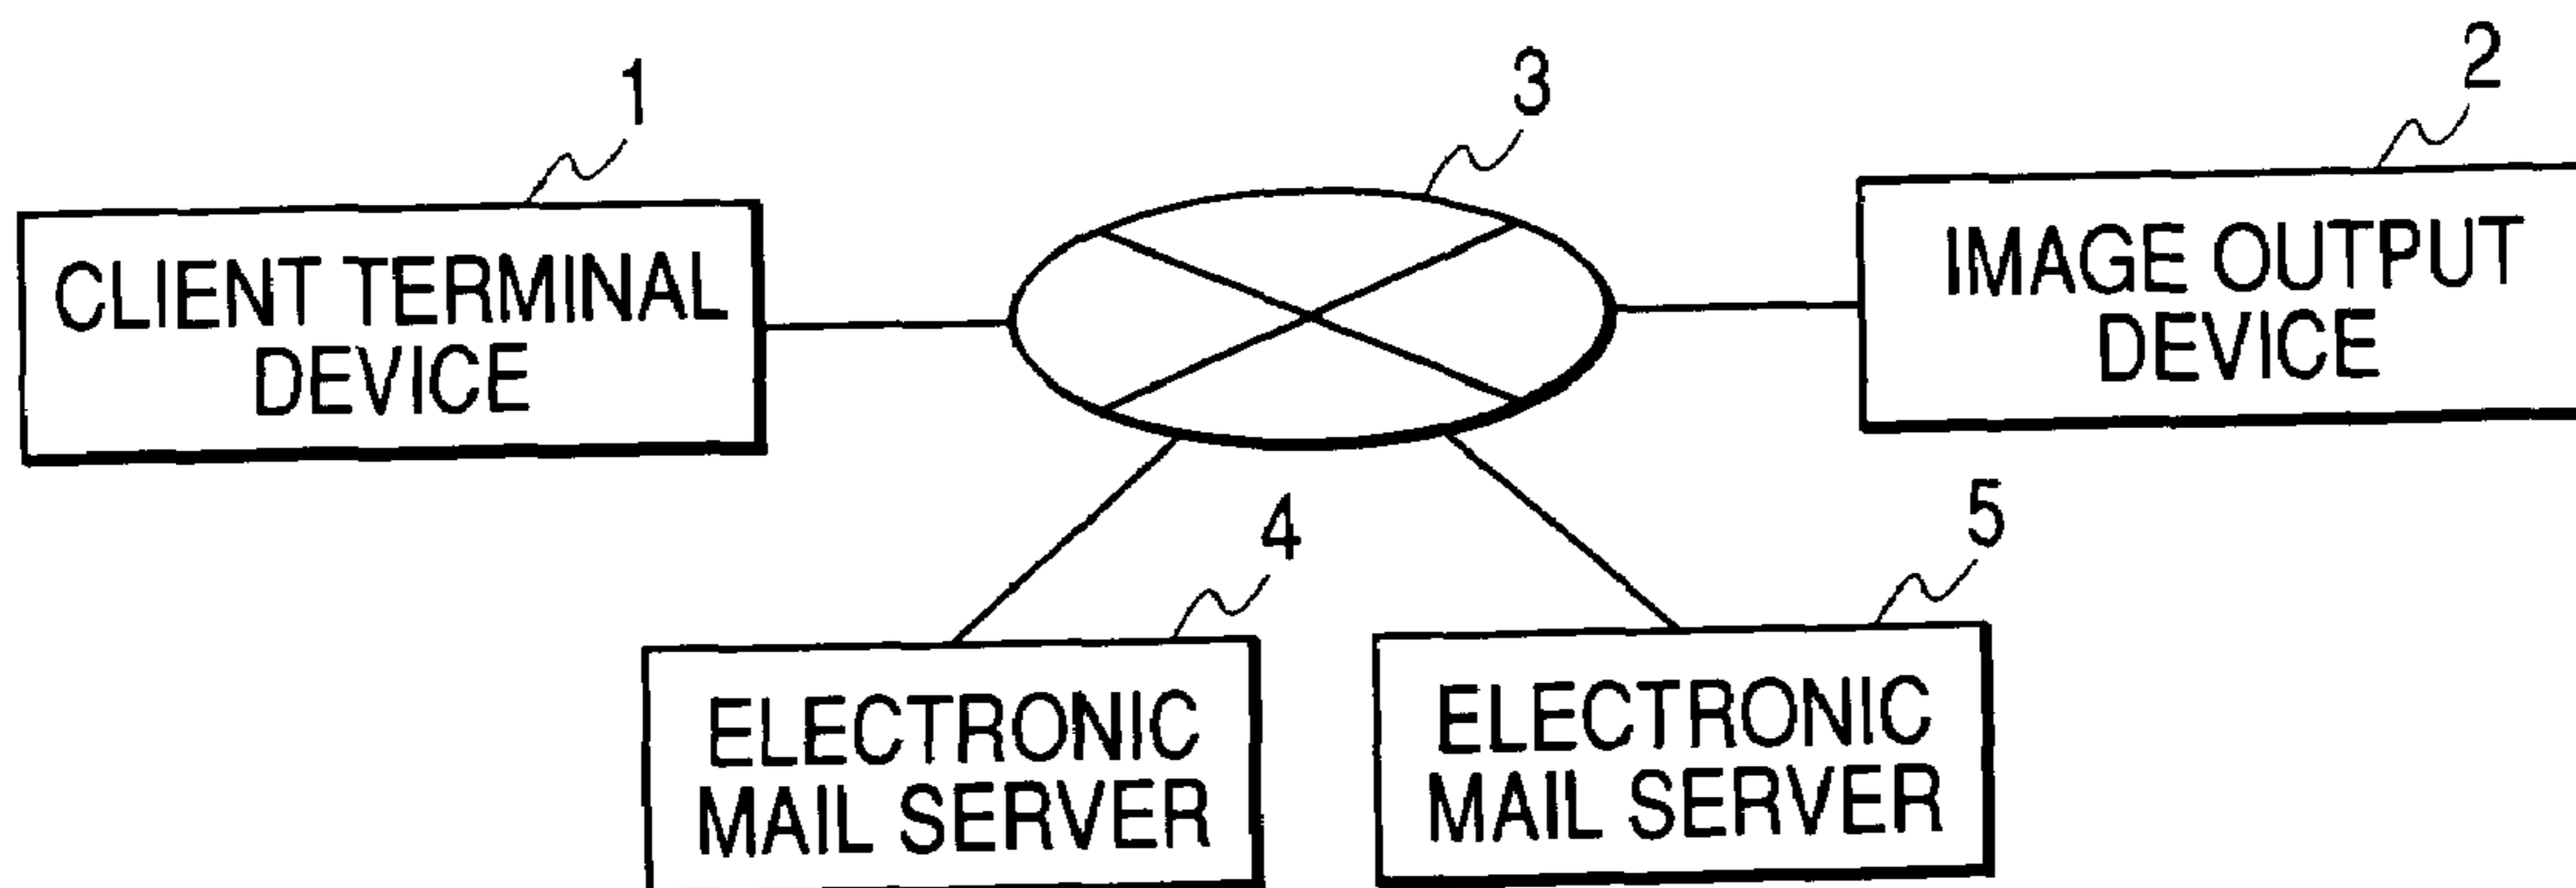 1
3
2
CLIENT TERMINAL
DEVICE
IMAGE OUTPUT
DEVICE
4
5
ELECTRONIC
MAIL SERVER
ELECTRONIC
MAIL SERVER